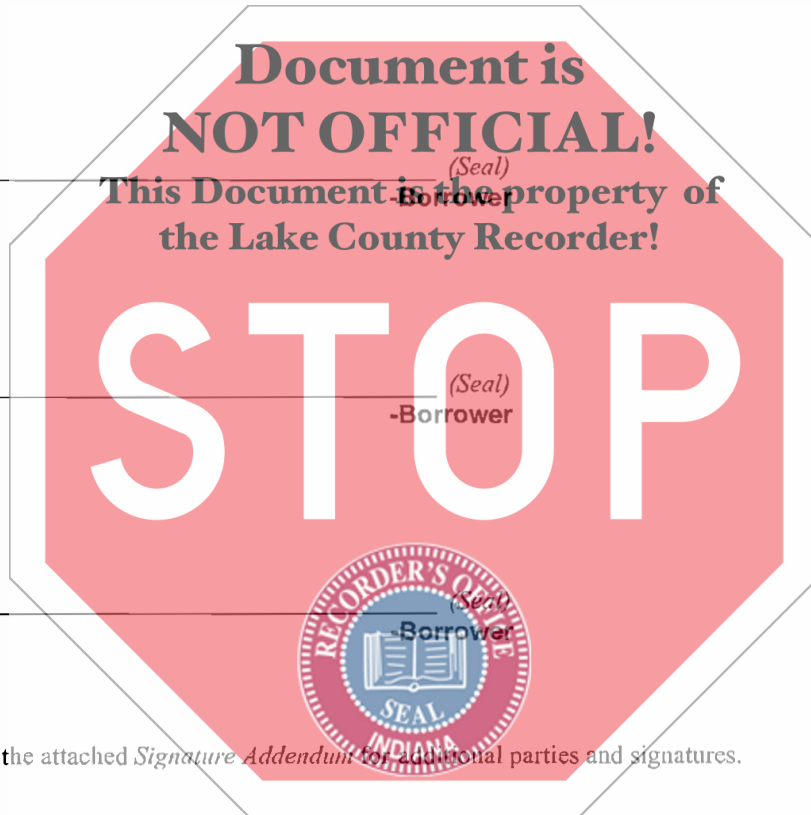 Document is
NOT OFFICIAL!
(Seal)
This Document is the property of
-Borrower
the Lake County Recorder!
STOP
(Seal)
-Borrower
RECORDER'S OFFICE
(Seal)
-Borrower
SEAL
INDIANA
the attached Signature Addendum for additional parties and signatures.